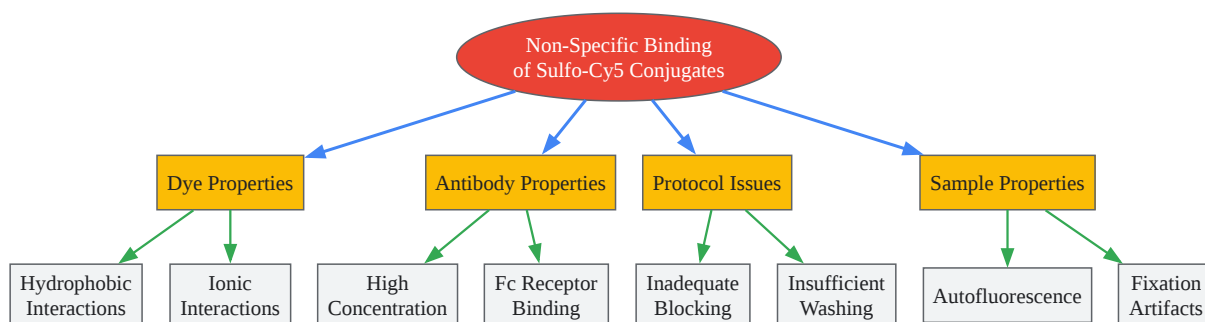 Non-Specific Binding
of Sulfo-Cy5 Conjugates
Dye Properties
Antibody Properties
Protocol Issues
Sample Properties
Hydrophobic
Interactions
Ionic
Interactions
High
Concentration
Fc Receptor
Binding
Inadequate
Blocking
Insufficient
Washing
Autofluorescence
Fixation
Artifacts